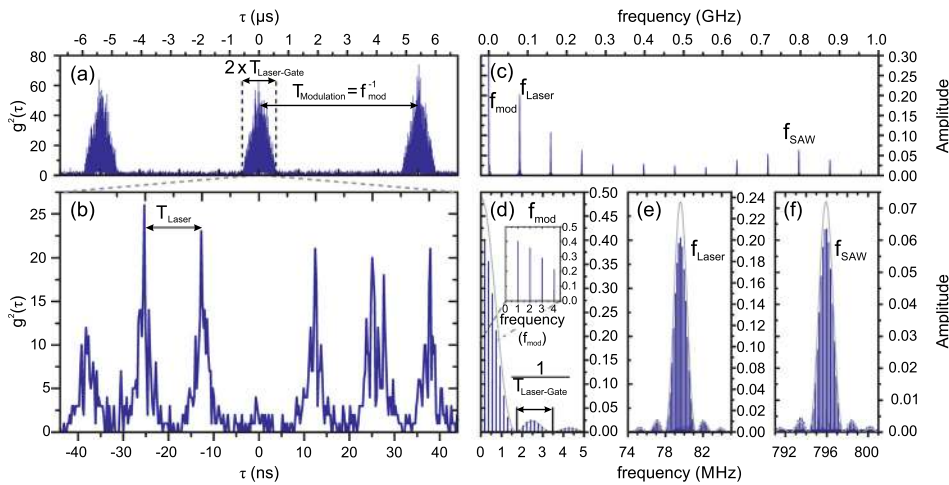 τ (μs)
-6 -5 -4 -3 -2 -1 0 1 2 3 4 5 6
frequency (GHz)
0.0 0.1 0.2 0.3 0.4 0.5 0.6 0.7 0.8 0.9 1.0
(a)
2 x T_Laser-Gate
T_Modulation = f_mod^-1
g²(τ)
80
60
40
20
0
(c)
f_mod
f_Laser
f_SAW
0.30
0.25
0.20
0.15
0.10
0.05
0.00
Amplitude
(b)
T_Laser
g²(τ)
25
20
15
10
5
0
-40 -30 -20 -10 0 10 20 30 40
τ (ns)
(d)
f_mod
0.5
0.4
0.3
0.2
0.1
0.0
0 1 2 3 4
frequency
(f_mod)
1
T_Laser-Gate
0.50
0.45
0.40
0.35
0.30
0.25
0.20
0.15
0.10
0.05
0.00
0 1 2 3 4 5
(e)
f_Laser
0.24
0.22
0.20
0.18
0.16
0.14
0.12
0.10
0.08
0.06
0.04
0.02
0.00
74 78 82
(f)
f_SAW
0.07
0.06
0.05
0.04
0.03
0.02
0.01
0.00
792 796 800
Amplitude
frequency (MHz)